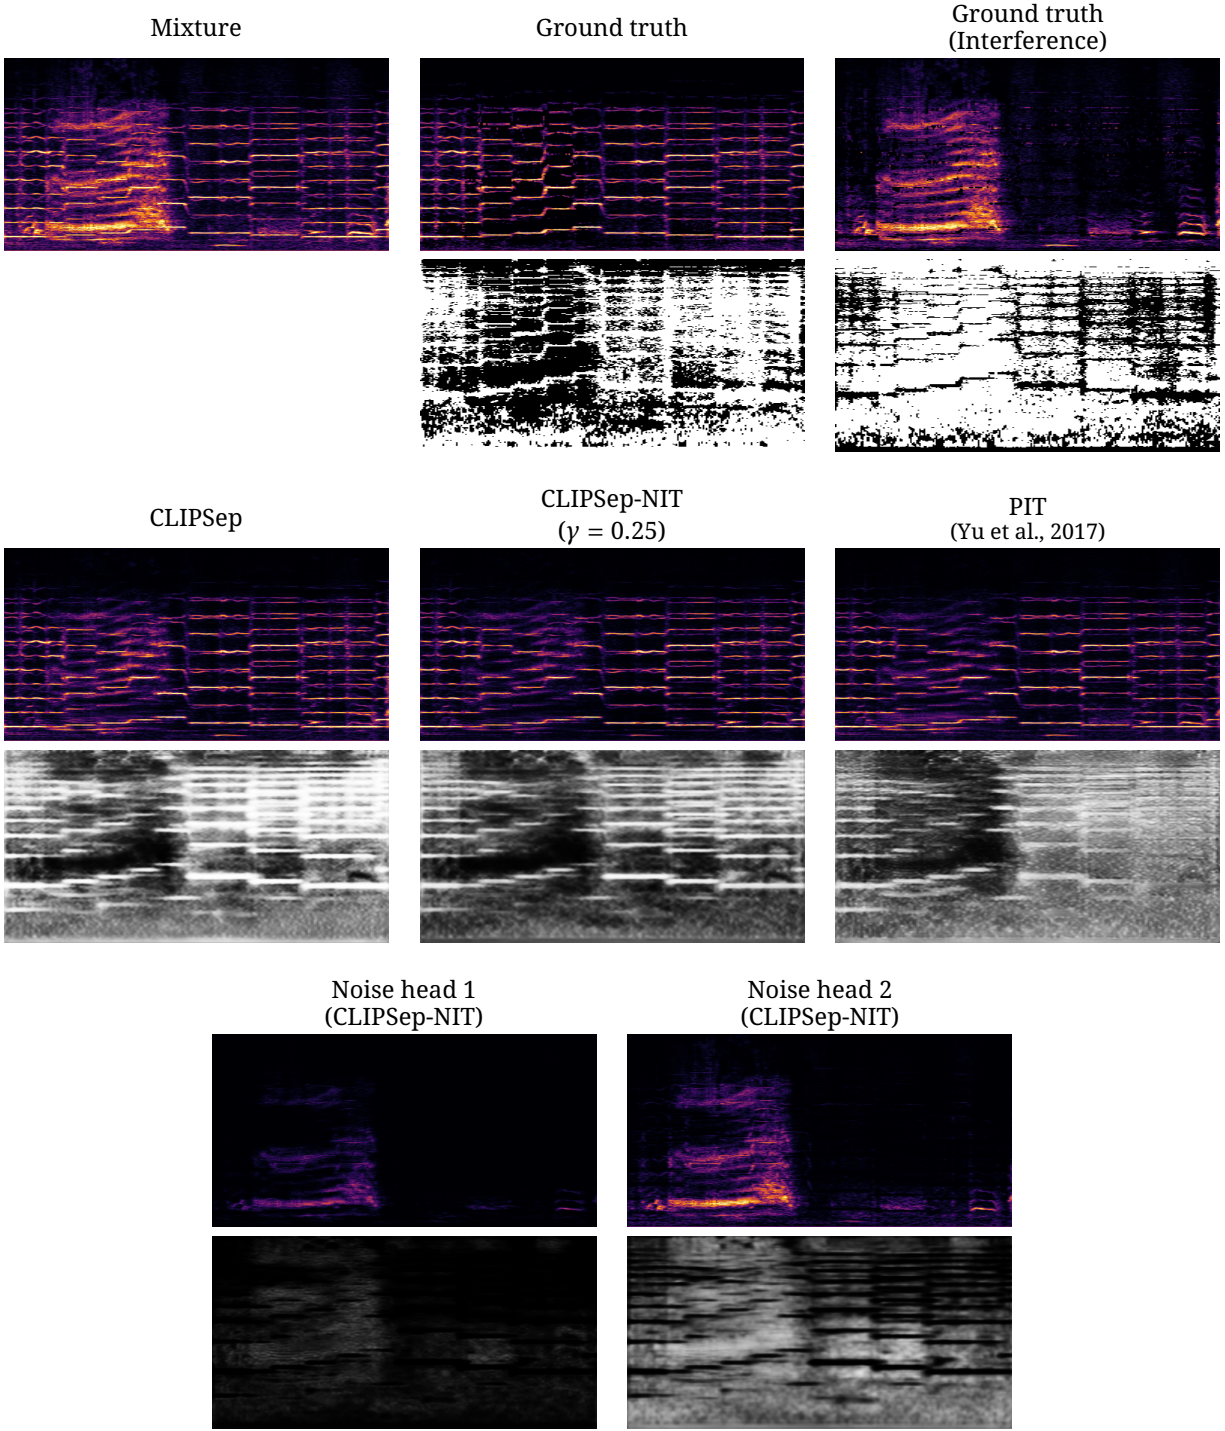 Mixture
Ground truth
Ground truth
(Interference)
CLIPSep
CLIPSep-NIT
(γ = 0.25)
PIT
(Yu et al., 2017)
Noise head 1
(CLIPSep-NIT)
Noise head 2
(CLIPSep-NIT)